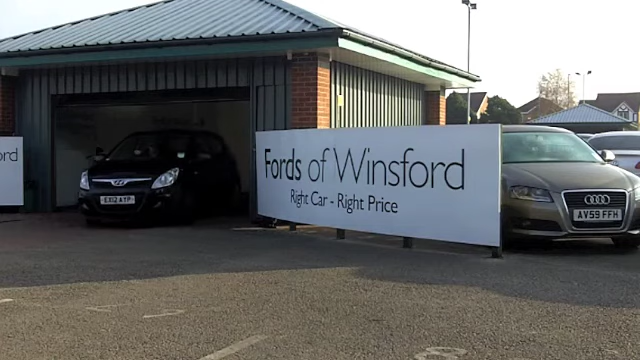 ord
Fords of Winsford
Right Car - Right Price
EX12 AYP
AV59 FFH